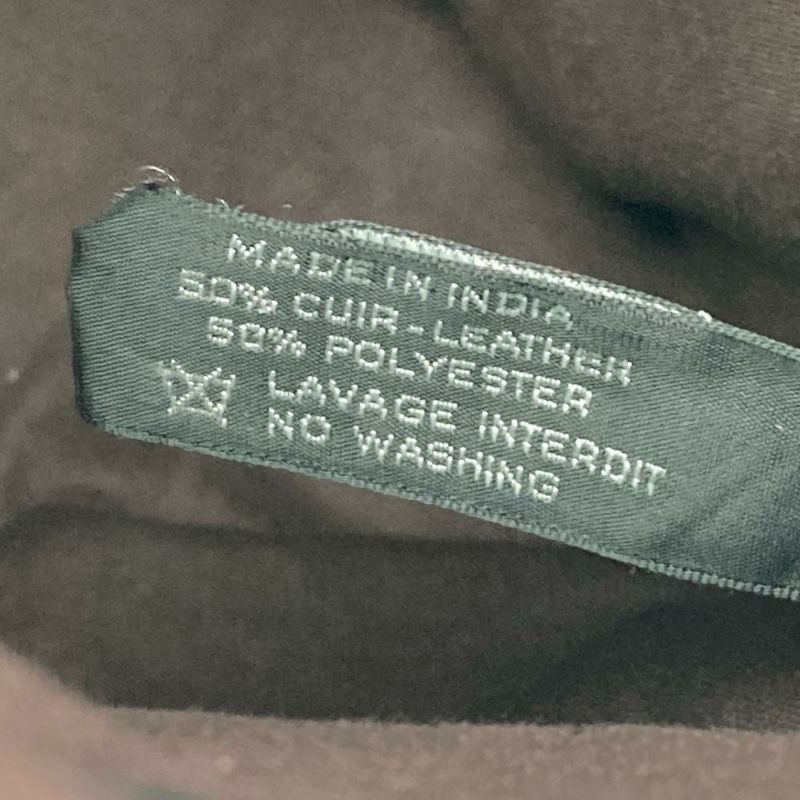 MADE IN INDIA
50% CUIR - LEATHER
50% POLYESTER
LAVAGE INTERDIT
NO WASHING